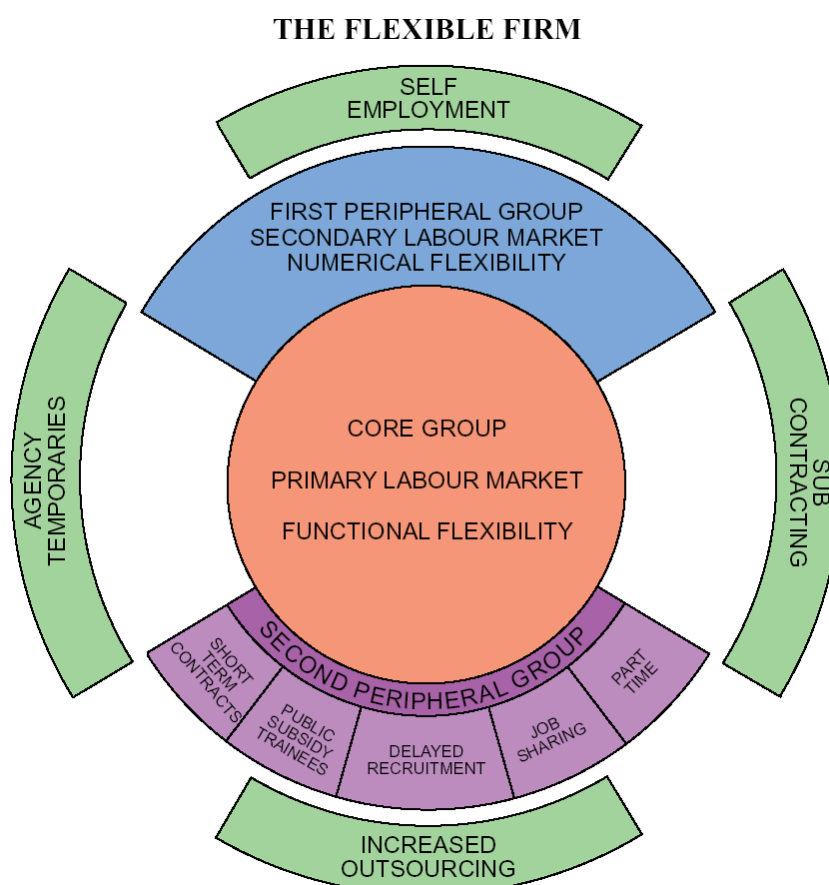 THE FLEXIBLE FIRM
SELF
EMPLOYMENT
FIRST PERIPHERAL GROUP
SECONDARY LABOUR MARKET
NUMERICAL FLEXIBILITY
AGENCY
TEMPORARIES
CORE GROUP
PRIMARY LABOUR MARKET
FUNCTIONAL FLEXIBILITY
SUB
CONTRACTING
SECOND PERIPHERAL GROUP
SHORT
TERM
CONTRACTS
PUBLIC
SUBSIDY
TRAINEES
DELAYED
RECRUITMENT
JOB
SHARING
PART
TIME
INCREASED
OUTSOURCING